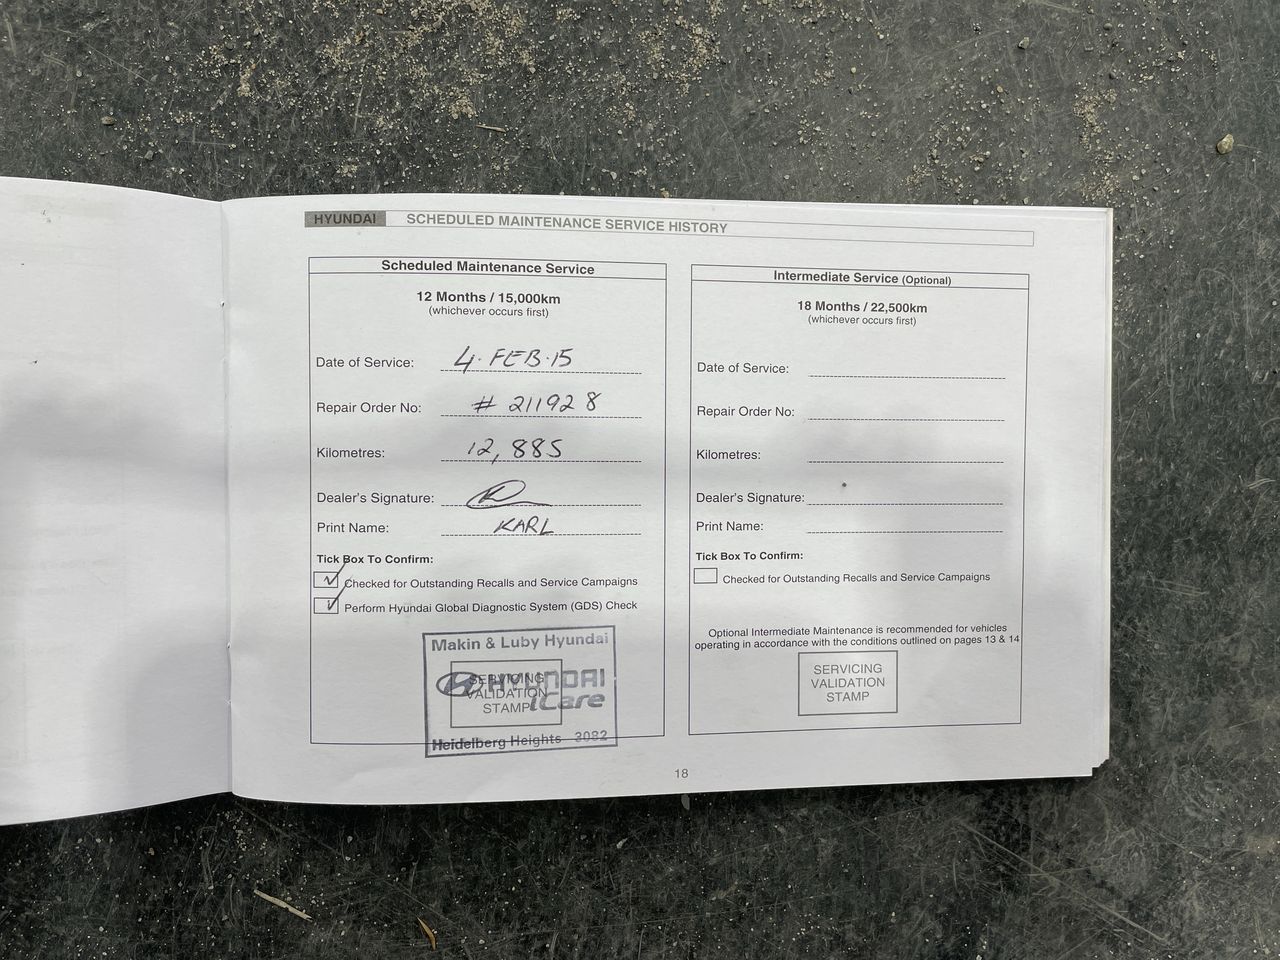 HYUNDAI SCHEDULED MAINTENANCE SERVICE HISTORY
Scheduled Maintenance Service
12 Months / 15,000km
(whichever occurs first)
Date of Service: 4·FEB·15
Repair Order No: # 211928
Kilometres: 12,885
Dealer's Signature:
Print Name: KARL
Tick Box To Confirm:
Checked for Outstanding Recalls and Service Campaigns
Perform Hyundai Global Diagnostic System (GDS) Check
Makin & Luby Hyundai
SERVICING
HYUNDAI
VALIDATION
STAMP
iCare
Heidelberg Heights 3082
Intermediate Service (Optional)
18 Months / 22,500km
(whichever occurs first)
Date of Service:
Repair Order No:
Kilometres:
Dealer's Signature:
Print Name:
Tick Box To Confirm:
Checked for Outstanding Recalls and Service Campaigns
Optional Intermediate Maintenance is recommended for vehicles
operating in accordance with the conditions outlined on pages 13 & 14
SERVICING
VALIDATION
STAMP
18